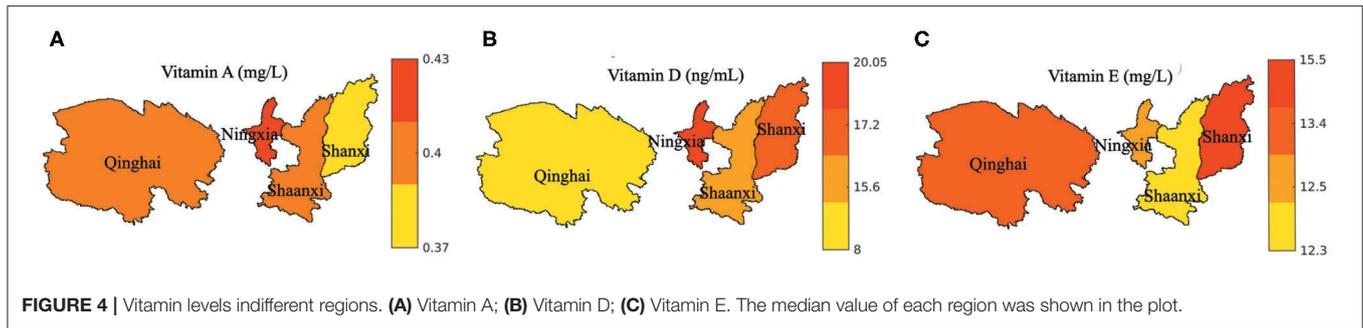 A
B
C
Vitamin A (mg/L)
0.43
0.4
0.37
Qinghai
Ningxia
Shaanxi
Shanxi
Vitamin D (ng/mL)
20.05
17.2
15.6
8
Qinghai
Ningxia
Shaanxi
Shanxi
Vitamin E (mg/L)
15.5
13.4
12.5
12.3
Qinghai
Ningxia
Shaanxi
Shanxi
FIGURE 4 | Vitamin levels indifferent regions. (A) Vitamin A; (B) Vitamin D; (C) Vitamin E. The median value of each region was shown in the plot.